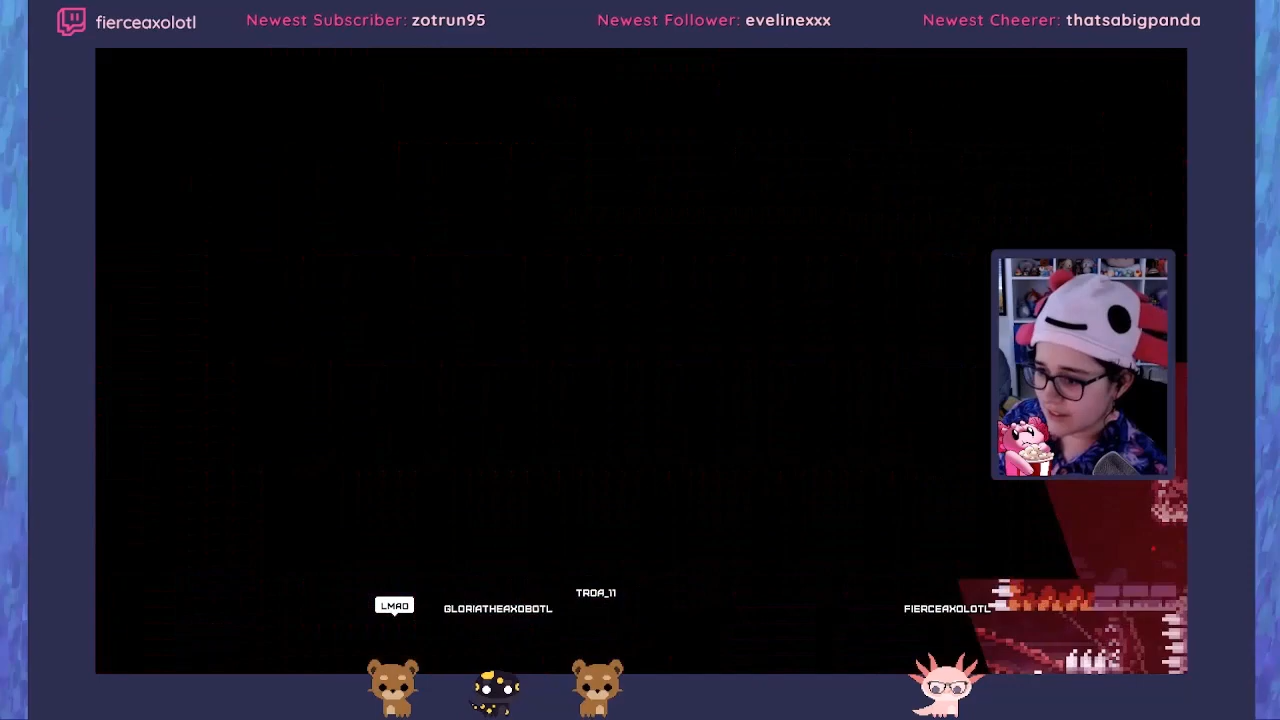 fierceaxolotl
Newest Subscriber: zotrun95
Newest Follower: evelinexxx
Newest Cheerer: thatsabigpanda
LMAO
GLORIATHEAXOBOTL
TROA_11
FIERCEAXOLOTL